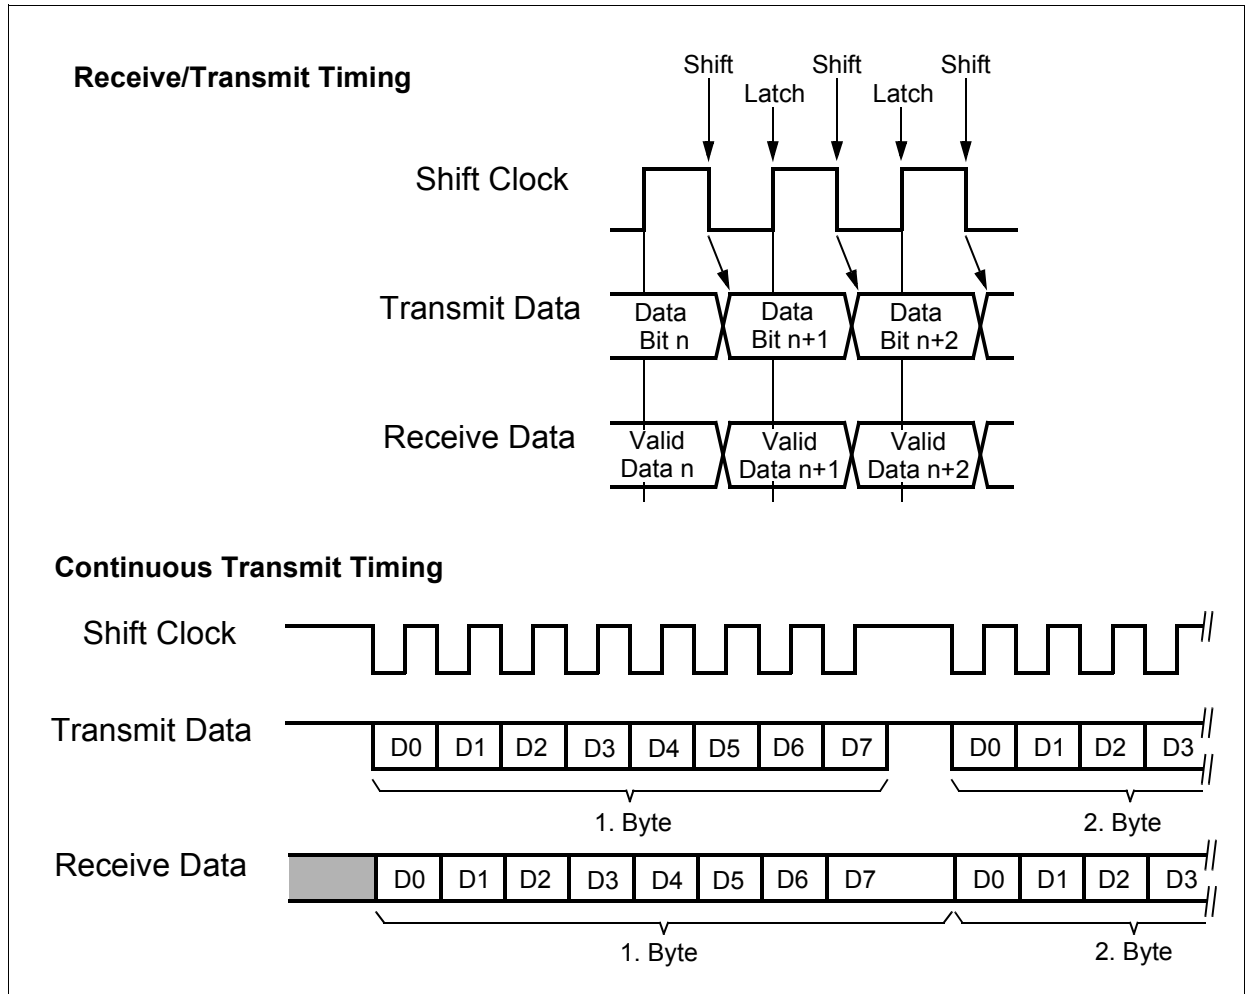 Receive/Transmit Timing
Shift Shift Shift
Latch Latch
Shift Clock
Transmit Data
Data Data Data
Bit n Bit n+1 Bit n+2
Receive Data
Valid Valid Valid
Data n Data n+1 Data n+2
Continuous Transmit Timing
Shift Clock
Transmit Data
D0 D1 D2 D3 D4 D5 D6 D7 D0 D1 D2 D3
1. Byte 2. Byte
Receive Data
D0 D1 D2 D3 D4 D5 D6 D7 D0 D1 D2 D3
1. Byte 2. Byte